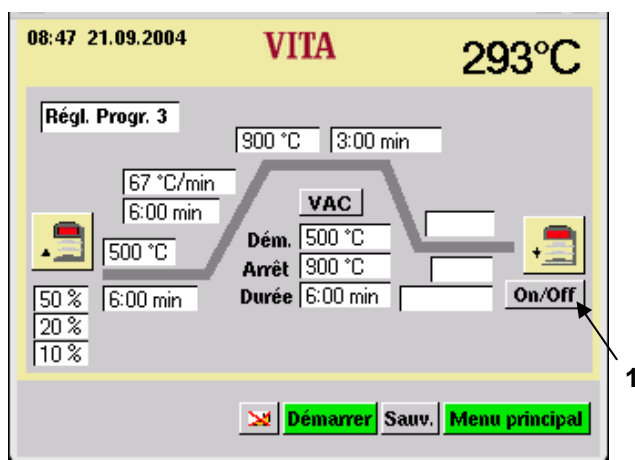 08:47 21.09.2004 VITA 293°C
Régl. Progr. 3
900 °C 3:00 min
67 °C/min
6:00 min VAC
500 °C Dém. 500 °C
Arrêt 900 °C
50 % 6:00 min Durée 6:00 min On/Off
20 %
10 %
1
Démarrer Sauv. Menu principal